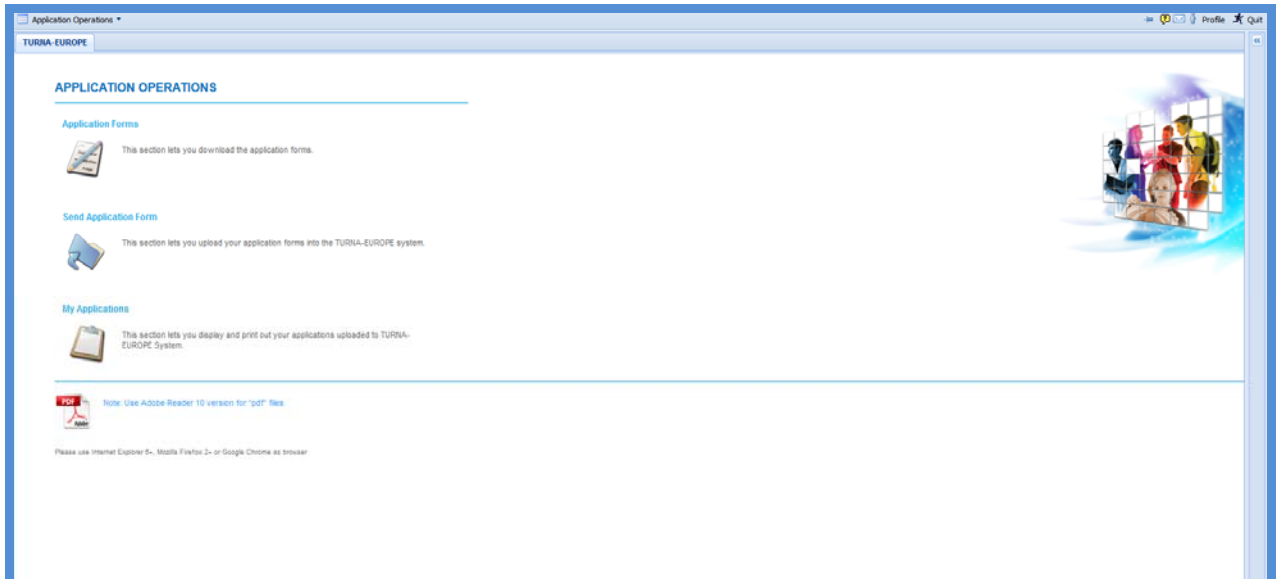 Application Operations
Profile Quit
TURNA-EUROPE
APPLICATION OPERATIONS
Application Forms
This section lets you download the application forms.
Send Application Form
This section lets you upload your application forms into the TURNA-EUROPE system.
My Applications
This section lets you display and print out your applications uploaded to TURNA-
EUROPE System.
PDF
Note: Use Adobe Reader 10 version for "pdf" files.
Adobe
Please use Internet Explorer 6+, Mozilla Firefox 2+ or Google Chrome as browser